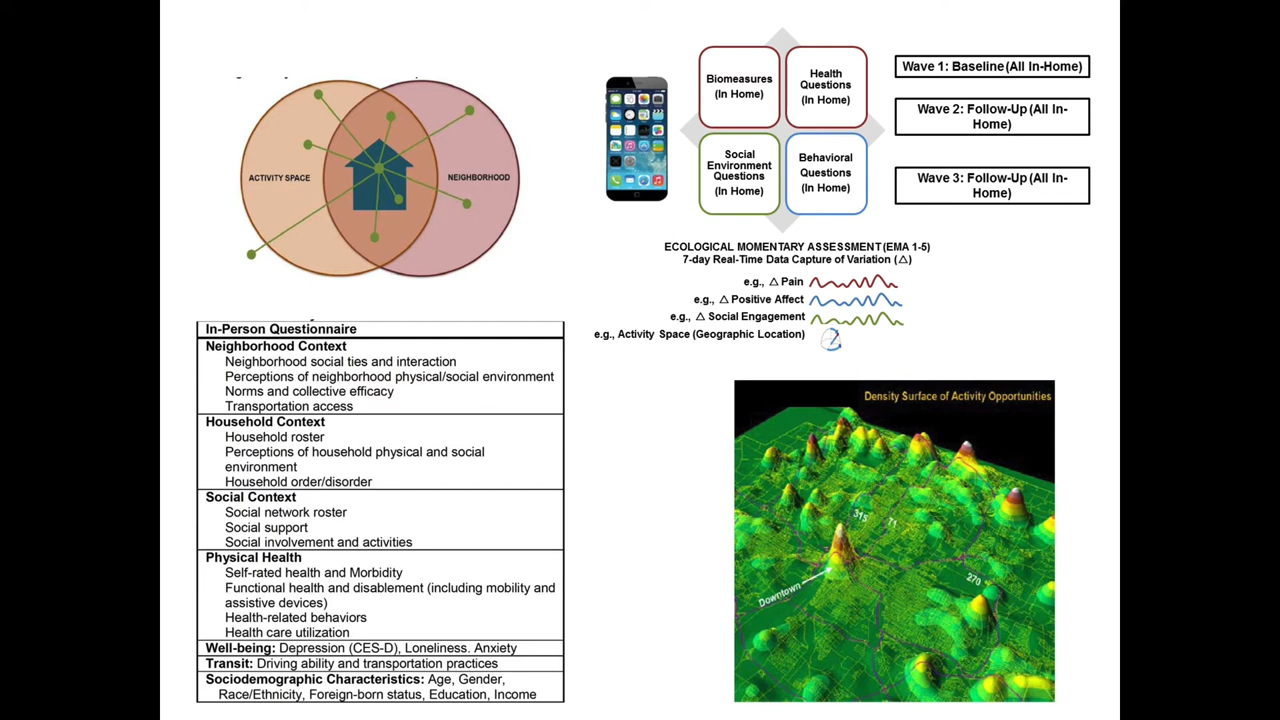 ACTIVITY SPACE
NEIGHBORHOOD
Biomeasures
(In Home)
Health
Questions
(In Home)
Social
Environment
Questions
(In Home)
Behavioral
Questions
(In Home)
Wave 1: Baseline (All In-Home)
Wave 2: Follow-Up (All In-
Home)
Wave 3: Follow-Up (All In-
Home)
ECOLOGICAL MOMENTARY ASSESSMENT (EMA 1-5)
7-day Real-Time Data Capture of Variation (△)
e.g., △ Pain
e.g., △ Positive Affect
e.g., △ Social Engagement
e.g., Activity Space (Geographic Location)
In-Person Questionnaire
Neighborhood Context
Neighborhood social ties and interaction
Perceptions of neighborhood physical/social environment
Norms and collective efficacy
Transportation access
Household Context
Household roster
Perceptions of household physical and social
environment
Household order/disorder
Social Context
Social network roster
Social support
Social involvement and activities
Physical Health
Self-rated health and Morbidity
Functional health and disablement (including mobility and
assistive devices)
Health-related behaviors
Health care utilization
Well-being: Depression (CES-D), Loneliness. Anxiety
Transit: Driving ability and transportation practices
Sociodemographic Characteristics: Age, Gender,
Race/Ethnicity, Foreign-born status, Education, Income
Density Surface of Activity Opportunities
315
71
270
Downtown